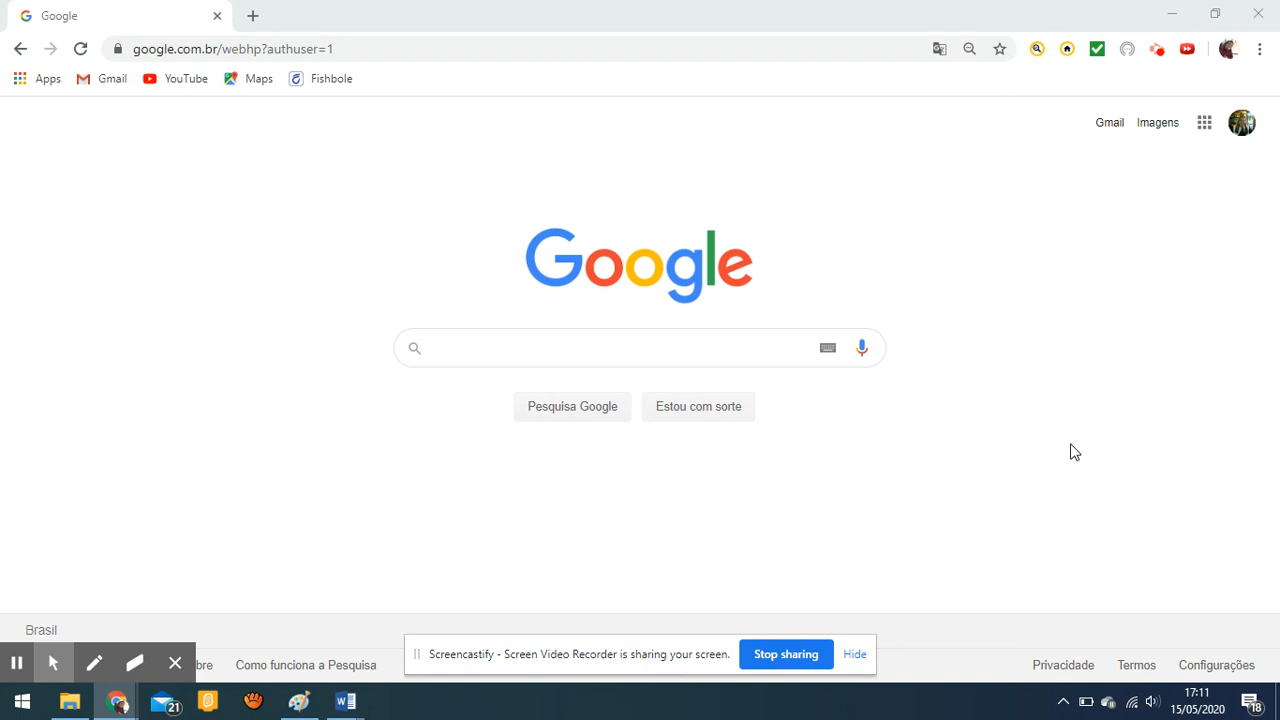 Google
google.com.br/webhp?authuser=1
Apps Gmail YouTube Maps Fishbole
Gmail Imagens
Google
Pesquisa Google Estou com sorte
Brasil
bre Como funciona a Pesquisa Privacidade Termos Configurações
Screencastify - Screen Video Recorder is sharing your screen. Stop sharing Hide
21
17:11
15/05/2020
18